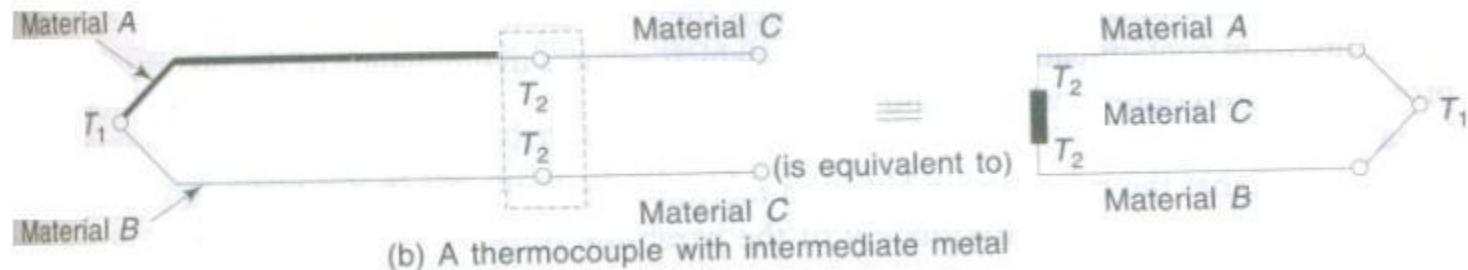 Material A
Material C
Material A
T₂
T₂
T₁
≡
Material C
T₁
T₂
T₂
(is equivalent to)
Material B
Material C
Material B
(b) A thermocouple with intermediate metal